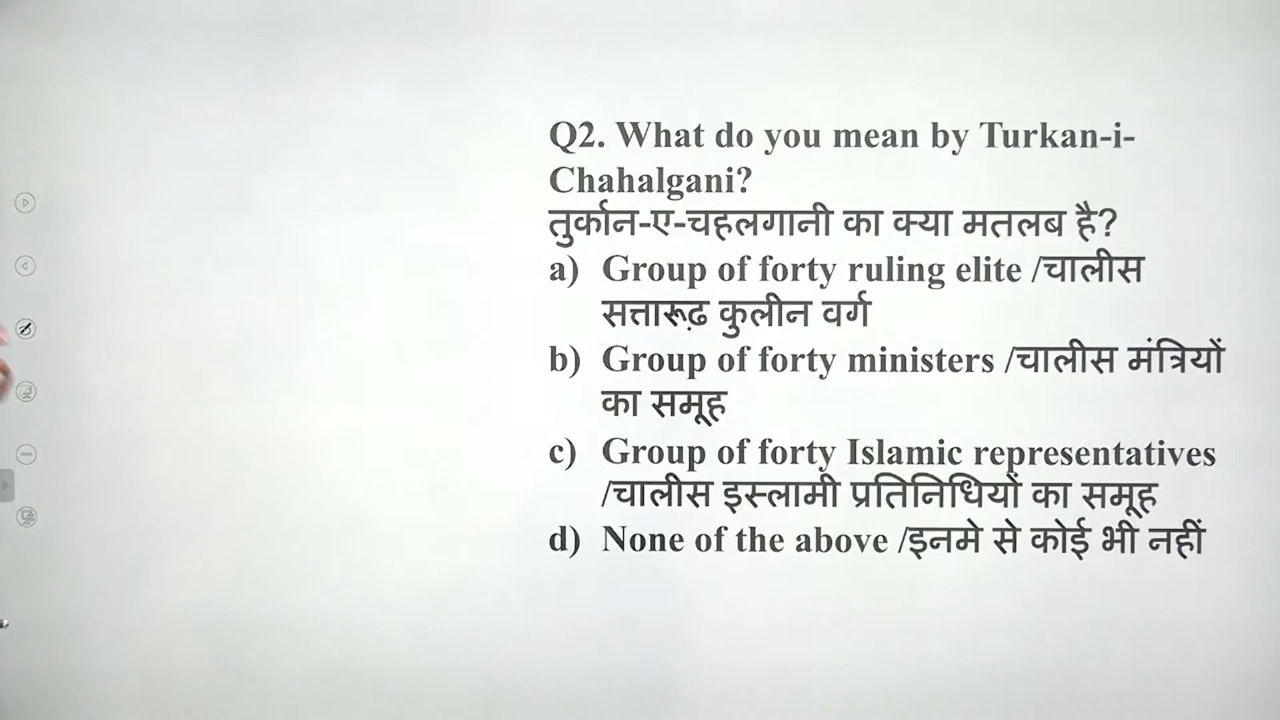 Q2. What do you mean by Turkan-i-
Chahalgani?
तुर्कान-ए-चहलगानी का क्या मतलब है?
a) Group of forty ruling elite /चालीस
सत्तारूढ़ कुलीन वर्ग
b) Group of forty ministers /चालीस मंत्रियों
का समूह
c) Group of forty Islamic representatives
/चालीस इस्लामी प्रतिनिधियों का समूह
d) None of the above /इनमे से कोई भी नहीं